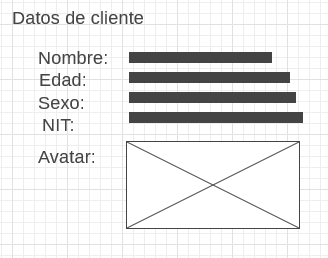 Datos de cliente
Nombre:
Edad:
Sexo:
NIT:
Avatar: